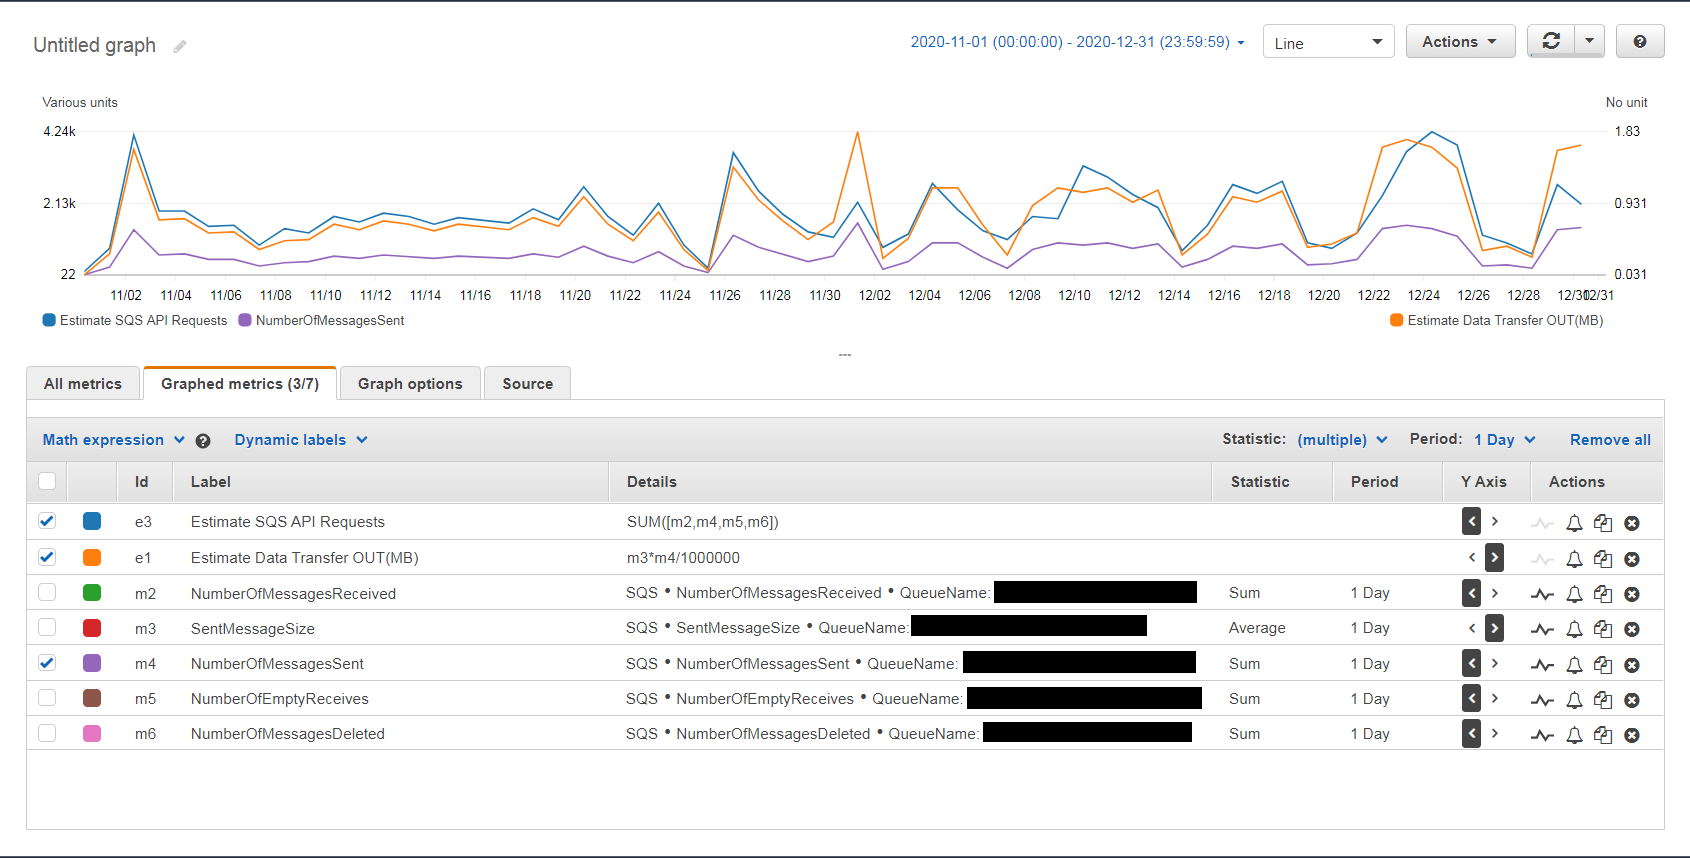 Untitled graph
2020-11-01 (00:00:00) - 2020-12-31 (23:59:59)
Line
Actions
Various units
No unit
4.24k
1.83
2.13k
0.931
22
0.031
11/02 11/04 11/06 11/08 11/10 11/12 11/14 11/16 11/18 11/20 11/22 11/24 11/26 11/28 11/30 12/02 12/04 12/06 12/08 12/10 12/12 12/14 12/16 12/18 12/20 12/22 12/24 12/26 12/28 12/30 12/31
Estimate SQS API Requests NumberOfMessagesSent Estimate Data Transfer OUT(MB)
All metrics Graphed metrics (3/7) Graph options Source
Math expression ? Dynamic labels Statistic: (multiple) Period: 1 Day Remove all
Id Label Details Statistic Period Y Axis Actions
e3 Estimate SQS API Requests SUM([m2,m4,m5,m6]) < >
e1 Estimate Data Transfer OUT(MB) m3*m4/1000000 < >
m2 NumberOfMessagesReceived SQS • NumberOfMessagesReceived • QueueName: Sum 1 Day < >
m3 SentMessageSize SQS • SentMessageSize • QueueName: Average 1 Day < >
m4 NumberOfMessagesSent SQS • NumberOfMessagesSent • QueueName: Sum 1 Day < >
m5 NumberOfEmptyReceives SQS • NumberOfEmptyReceives • QueueName: Sum 1 Day < >
m6 NumberOfMessagesDeleted SQS • NumberOfMessagesDeleted • QueueName: Sum 1 Day < >